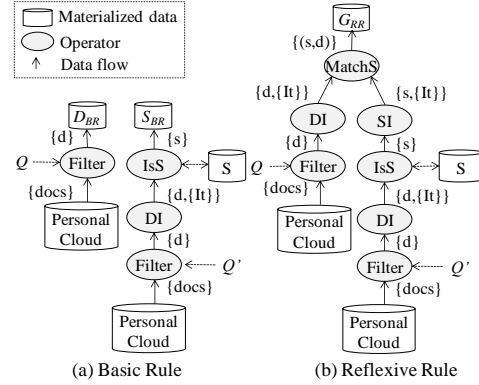 Materialized data
Operator
Data flow
D_BR
{d}
Q
Filter
{docs}
Personal
Cloud
S_BR
{s}
IsS
S
{d,{It}}
DI
{d}
Filter
Q'
{docs}
Personal
Cloud
(a) Basic Rule
G_RR
{(s,d)}
MatchS
{d,{It}}
{s,{It}}
DI
SI
{d}
{s}
Q
Filter
IsS
S
{docs}
{d,{It}}
Personal
Cloud
DI
{d}
Filter
Q'
{docs}
Personal
Cloud
(b) Reflexive Rule